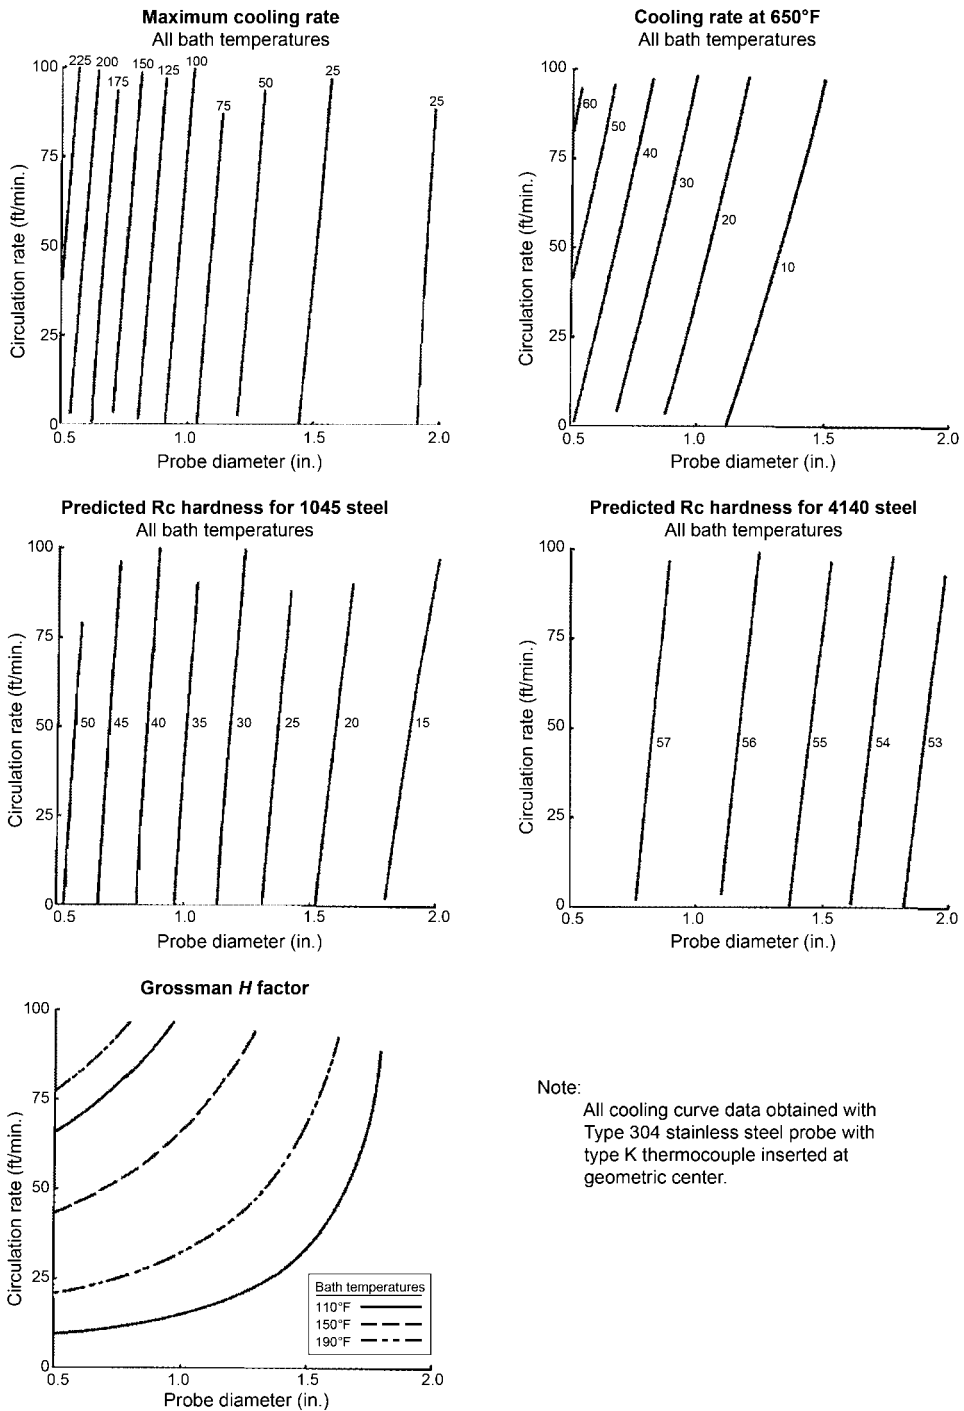 Maximum cooling rate
All bath temperatures
225 200 150 100 25
175 125 75 50 25
100
75
50
25
0
Circulation rate (ft/min.)
0.5 1.0 1.5 2.0
Probe diameter (in.)
Cooling rate at 650°F
All bath temperatures
60
50
40
30
20
10
100
75
50
25
0
Circulation rate (ft/min.)
0.5 1.0 1.5 2.0
Probe diameter (in.)
Predicted Rc hardness for 1045 steel
All bath temperatures
100
75
50
25
0
Circulation rate (ft/min.)
50 45 40 35 30 25 20 15
0.5 1.0 1.5 2.0
Probe diameter (in.)
Predicted Rc hardness for 4140 steel
All bath temperatures
100
75
50
25
0
Circulation rate (ft/min.)
57 56 55 54 53
0.5 1.0 1.5 2.0
Probe diameter (in.)
Grossman H factor
100
75
50
25
0
Circulation rate (ft/min.)
Bath temperatures
110°F
150°F
190°F
0.5 1.0 1.5 2.0
Probe diameter (in.)
Note:
All cooling curve data obtained with
Type 304 stainless steel probe with
type K thermocouple inserted at
geometric center.